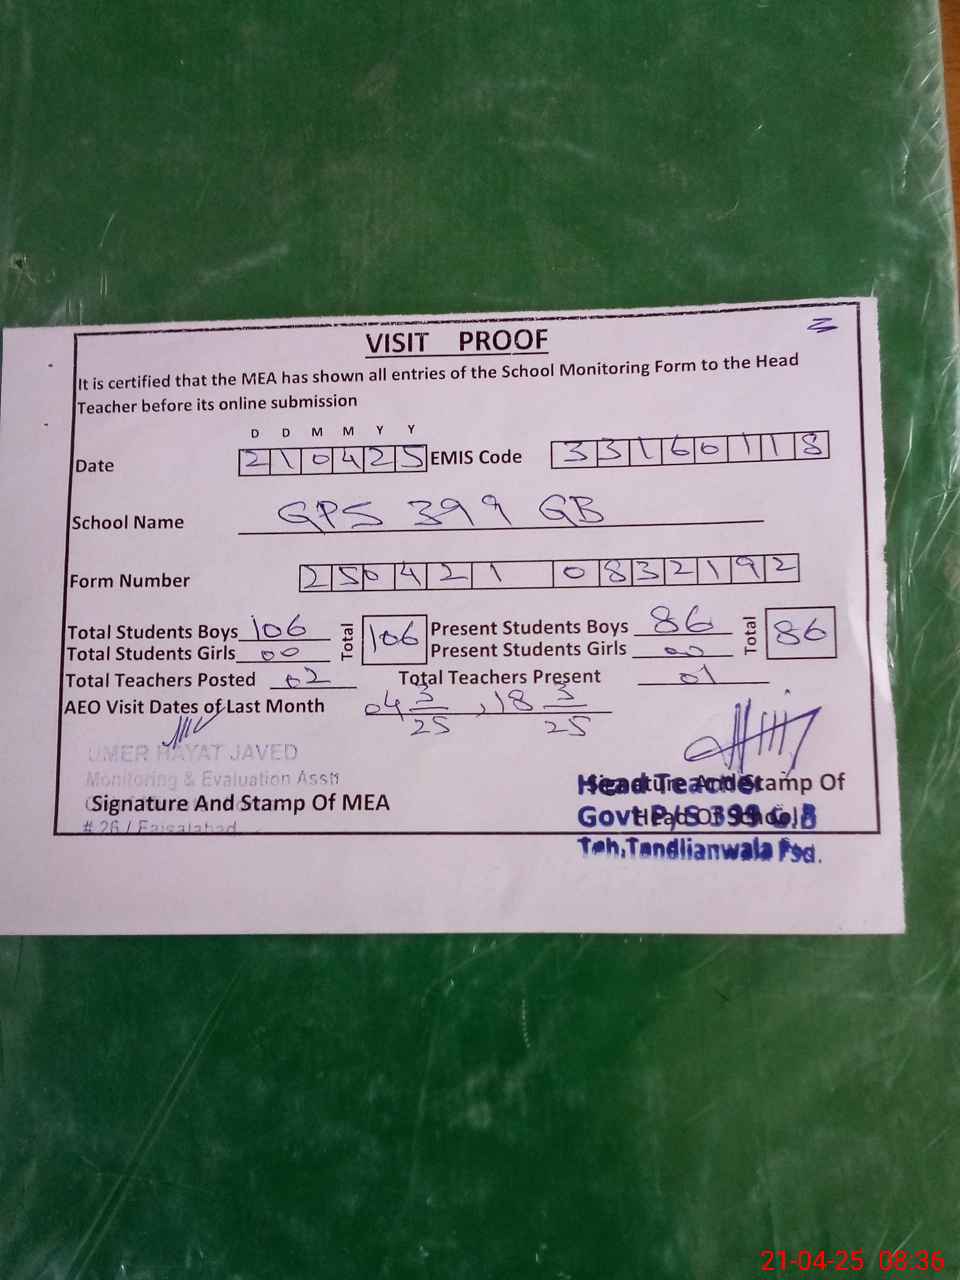 VISIT PROOF
It is certified that the MEA has shown all entries of the School Monitoring Form to the Head
Teacher before its online submission
D D M M Y Y
Date 210425 EMIS Code 33160118
School Name GPS 399 GB
Form Number 250421 0832192
Total Students Boys 106 Total 106 Present Students Boys 86 Total 86
Total Students Girls 00 Present Students Girls 00
Total Teachers Posted 02 Total Teachers Present 01
AEO Visit Dates of Last Month 04 3/25, 18 3/25
UMER HAYAT JAVED
Monitoring & Evaluation Asstt
Signature And Stamp Of MEA
# 26 / Faisalabad
Signature And Stamp Of
Head Of School
Head Teacher
Govt P/S 399 G.B
Teh. Tandlianwala Fsd.
21-04-25 08:36